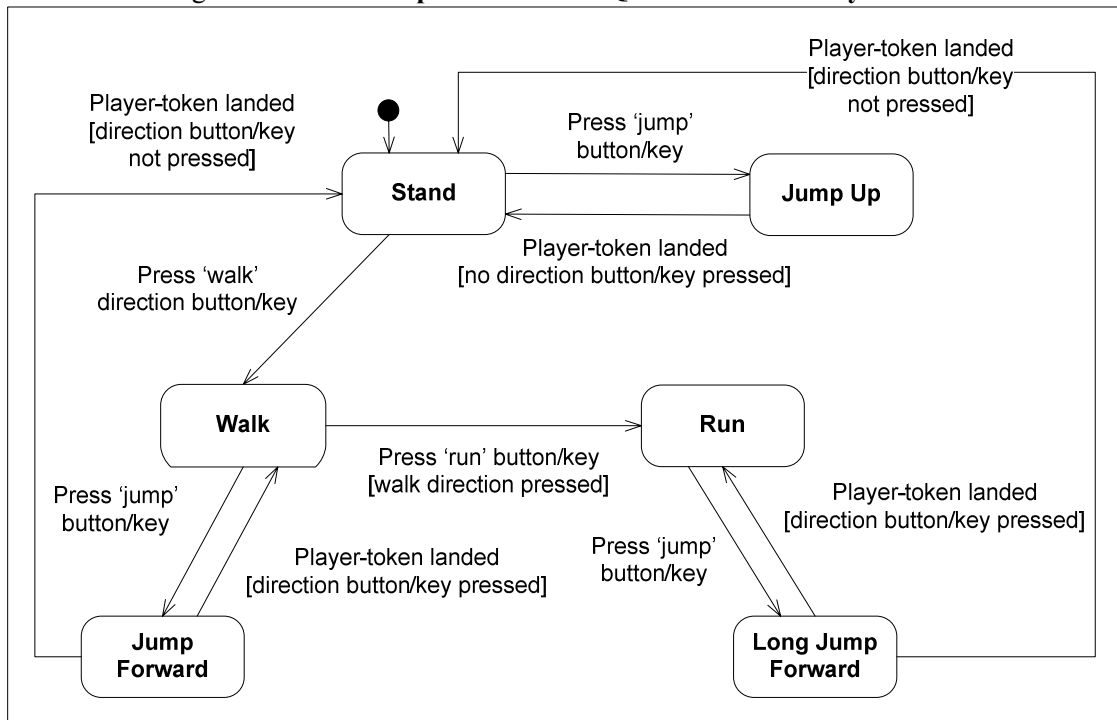 Player-token landed
[direction button/key
not pressed]
Player-token landed
[direction button/key
not pressed]
Press ‘jump’
button/key
Stand
Jump Up
Player-token landed
[no direction button/key pressed]
Press ‘walk’
direction button/key
Walk
Run
Press ‘run’ button/key
[walk direction pressed]
Press ‘jump’
button/key
Player-token landed
[direction button/key pressed]
Press ‘jump’
button/key
Player-token landed
[direction button/key pressed]
Jump
Forward
Long Jump
Forward